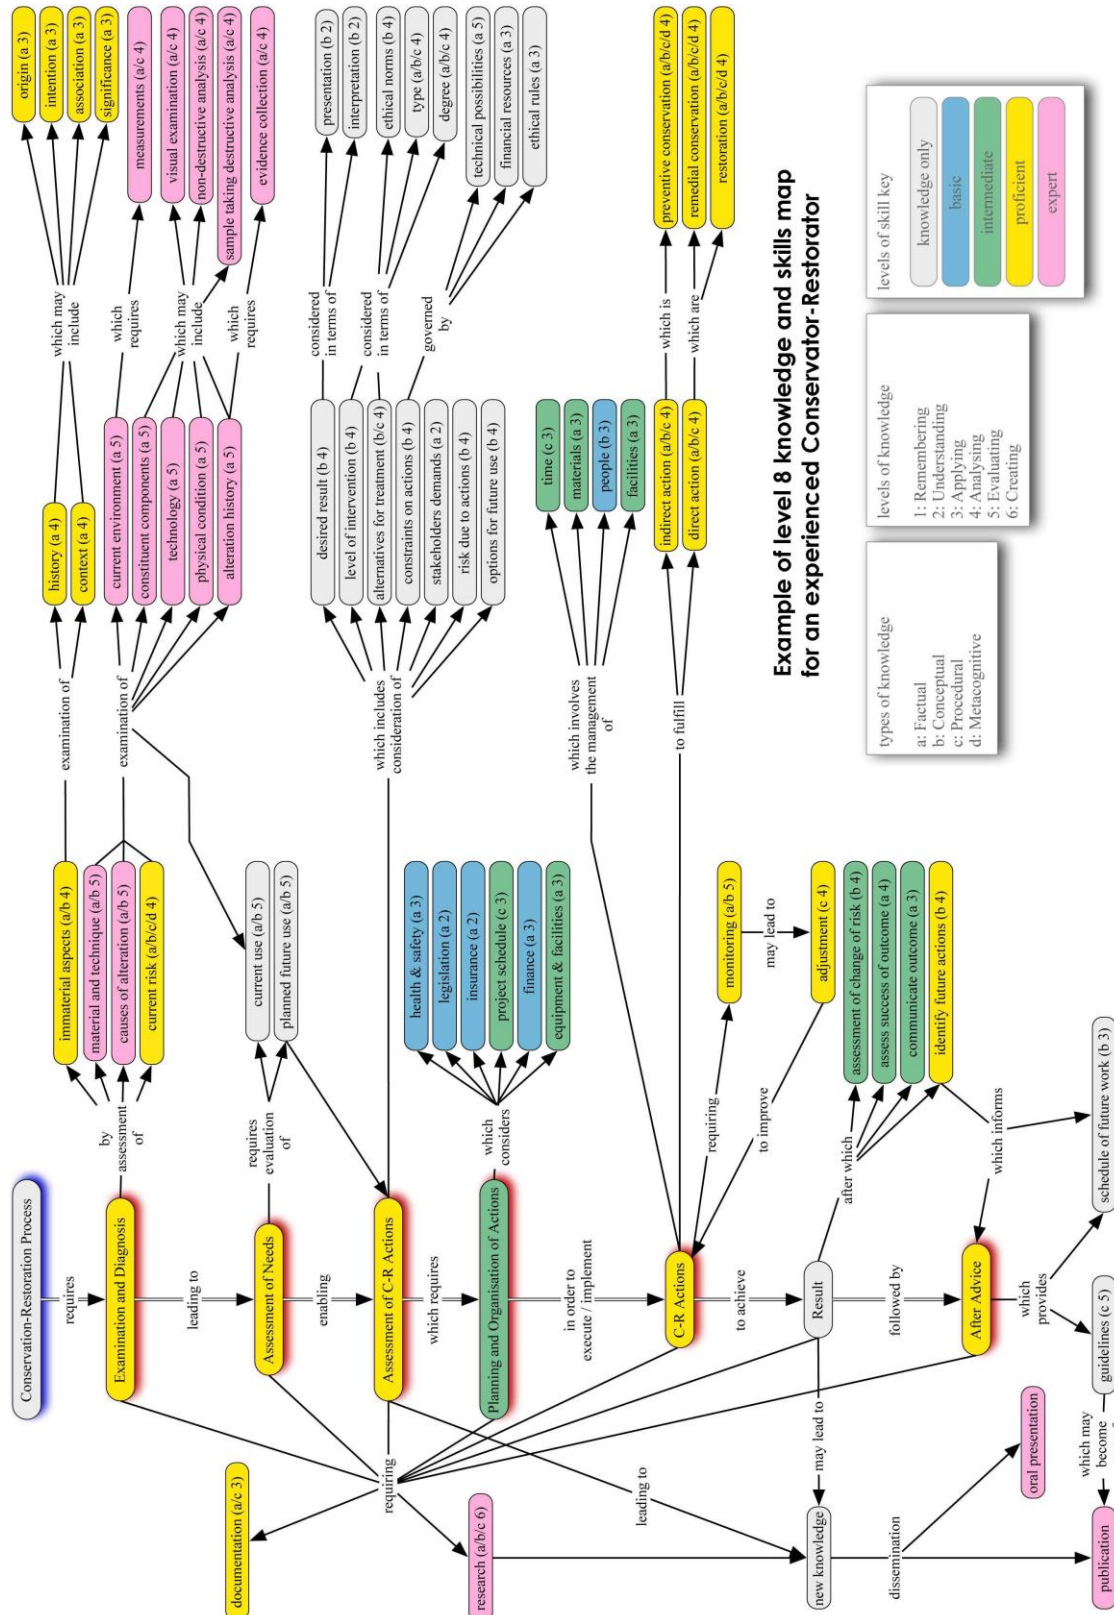 Conservation-Restoration Process
requires
Examination and Diagnosis
leading to
Assessment of Needs
enabling
Assessment of C-R Actions
which requires
Planning and Organisation of Actions
in order to
execute / implement
C-R Actions
to achieve
Result
followed by
After Advice
which
provides
guidelines (c 5)
schedule of future work (b 3)
which may
become
publication
documentation (a/c 3)
requiring
research (a/b/c 6)
leading to
may lead to
new knowledge
dissemination
oral presentation
by
assessment
of
immaterial aspects (a/b 4)
material and technique (a/b 5)
causes of alteration (a/b 5)
current risk (a/b/c/d 4)
requires
evaluation
of
current use (a/b 5)
planned future use (a/b 5)
which
considers
health & safety (a 3)
legislation (a 2)
insurance (a 2)
project schedule (c 3)
finance (a 3)
equipment & facilities (a 3)
requiring
monitoring (a/b 5)
may lead to
adjustment (c 4)
to improve
after which
assessment of change of risk (b 4)
assess success of outcome (a 4)
communicate outcome (a 3)
identify future actions (b 4)
which informs
examination of
history (a 4)
context (a 4)
examination of
current environment (a 5)
constituent components (a 5)
technology (a 5)
physical condition (a 5)
alteration history (a 5)
which includes
consideration of
desired result (b 4)
level of intervention (b 4)
alternatives for treatment (b/c 4)
constraints on actions (b 4)
stakeholders demands (a 2)
risk due to actions (b 4)
options for future use (b 4)
which involves
the management
of
time (c 3)
materials (a 3)
people (b 3)
facilities (a 3)
to fulfill
indirect action (a/b/c 4)
direct action (a/b/c 4)
which may
include
origin (a 3)
intention (a 3)
association (a 3)
significance (a 3)
which
requires
measurements (a/c 4)
which may
include
visual examination (a/c 4)
non-destructive analysis (a/c 4)
sample taking destructive analysis (a/c 4)
which
requires
evidence collection (a/c 4)
considered
in terms of
presentation (b 2)
interpretation (b 2)
considered
in terms of
ethical norms (b 4)
type (a/b/c 4)
degree (a/b/c 4)
governed
by
technical possibilities (a 5)
financial resources (a 3)
ethical rules (a 3)
which is
preventive conservation (a/b/c/d 4)
which are
remedial conservation (a/b/c/d 4)
restoration (a/b/c/d 4)
Example of level 8 knowledge and skills map
for an experienced Conservator-Restorator
types of knowledge
a: Factual
b: Conceptual
c: Procedural
d: Metacognitive
levels of knowledge
1: Remembering
2: Understanding
3: Applying
4: Analysing
5: Evaluating
6: Creating
levels of skill key
knowledge only
basic
intermediate
proficient
expert